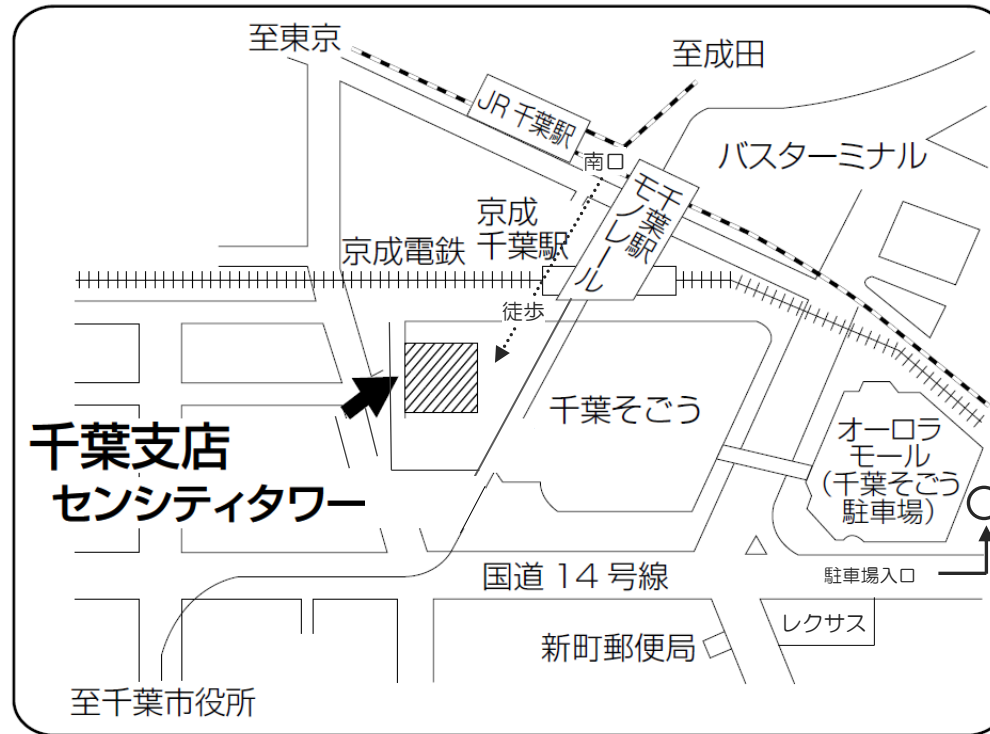 至東京
至成田
JR 千葉駅
南口
バスターミナル
千葉駅
モノレール
京成
千葉駅
京成電鉄
徒歩
千葉そごう
千葉支店
センシティタワー
オーロラ
モール
（千葉そごう
駐車場）
国道 14 号線
駐車場入口
レクサス
新町郵便局
至千葉市役所